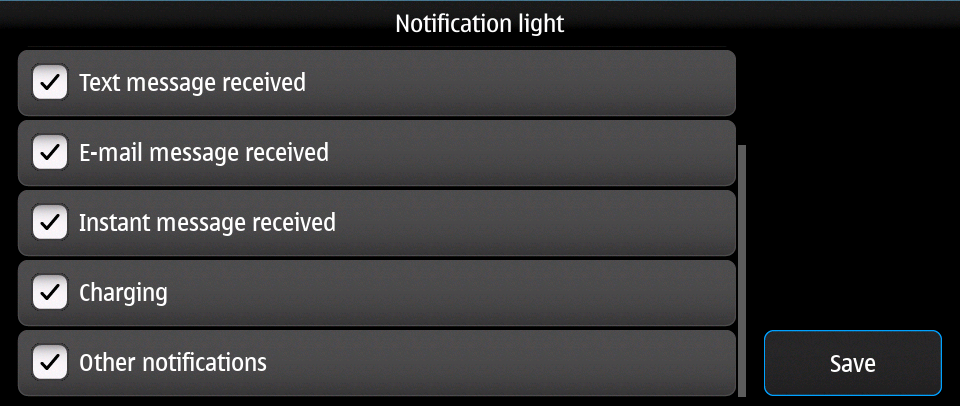 Notification light
Text message received
E-mail message received
Instant message received
Charging
Other notifications
Save